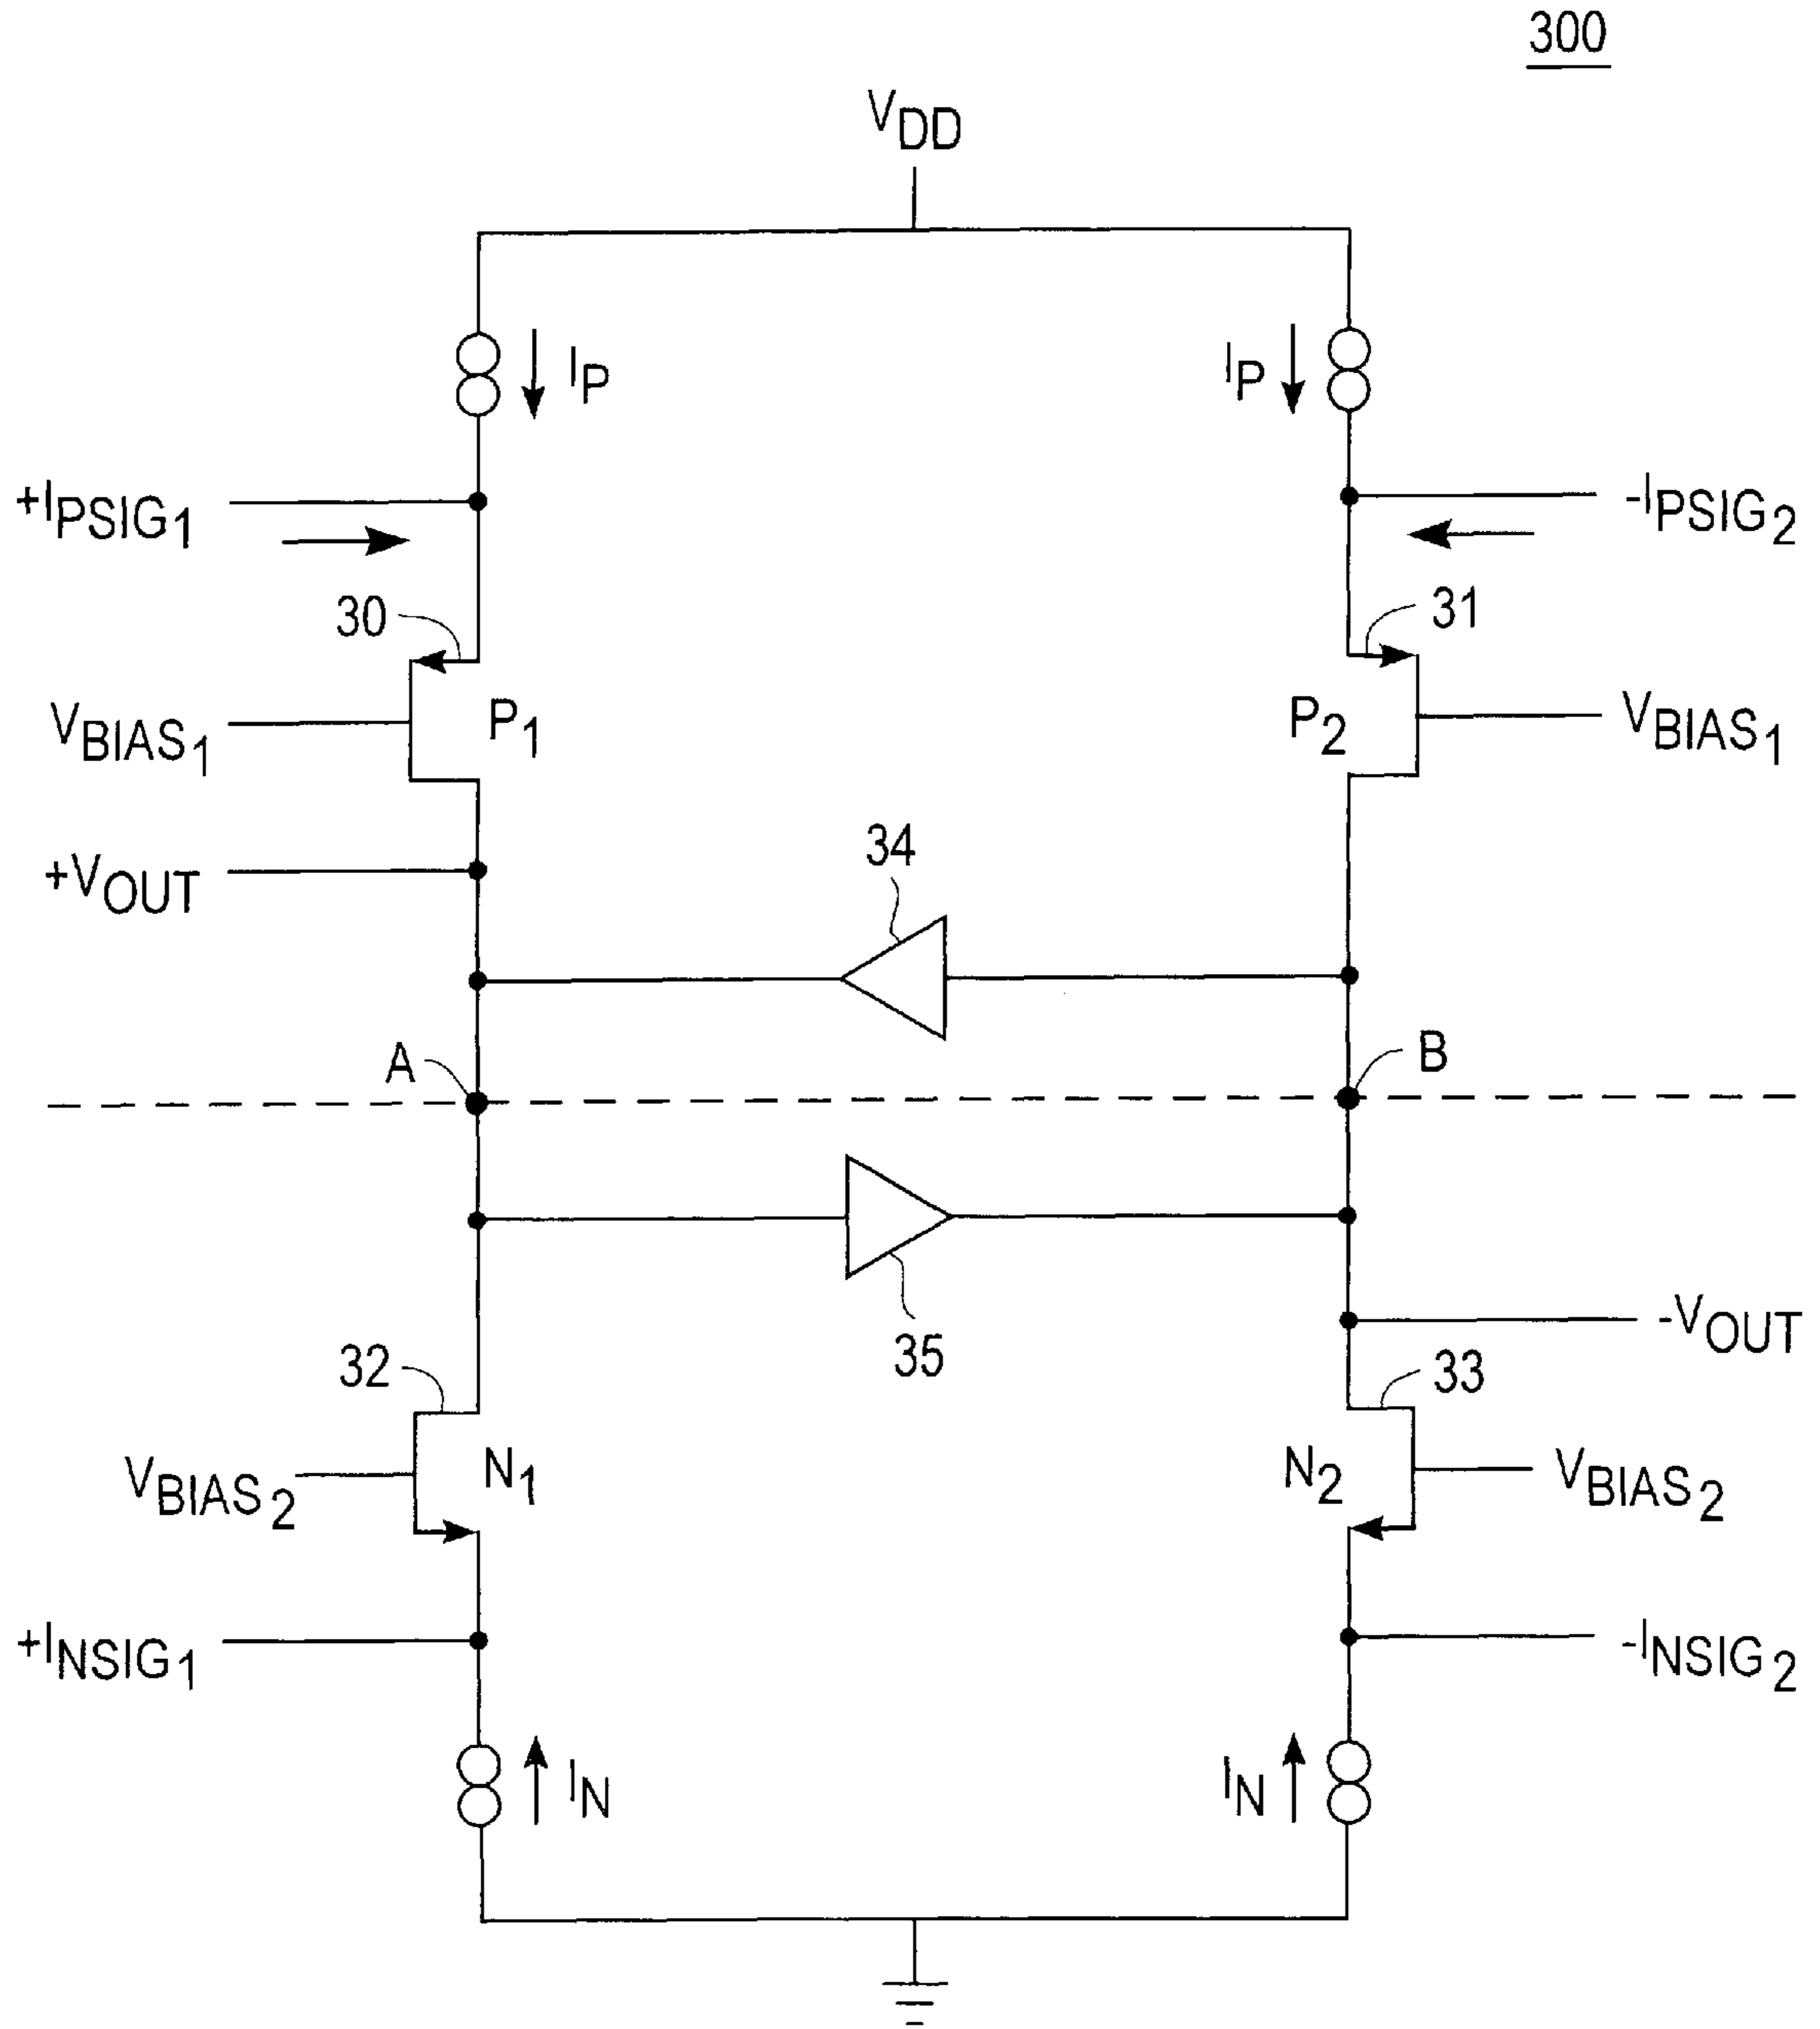 300
VDD
IP
IP
+IPSIG1
-IPSIG2
30
31
VBIAS1
P1
P2
VBIAS1
34
+VOUT
A
B
35
-VOUT
32
33
VBIAS2
N1
N2
VBIAS2
+INSIG1
-INSIG2
IN
IN